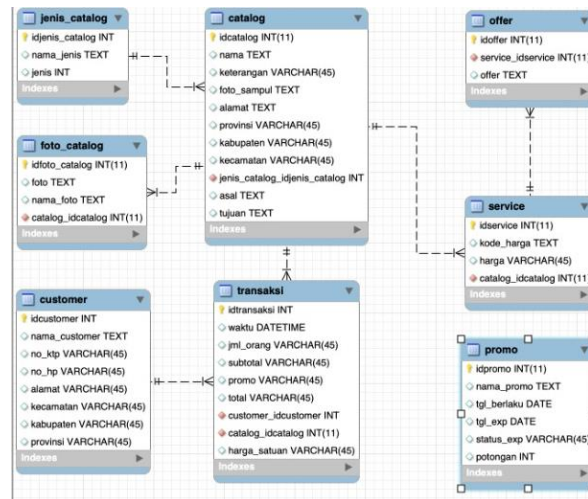 jenis_catalog
idjenis_catalog INT
nama_jenis TEXT
jenis INT
Indexes
foto_catalog
idfoto_catalog INT(11)
foto TEXT
nama_foto TEXT
catalog_idcatalog INT(11)
Indexes
customer
idcustomer INT
nama_customer TEXT
no_ktp VARCHAR(45)
no_hp VARCHAR(45)
alamat VARCHAR(45)
kecamatan VARCHAR(45)
kabupaten VARCHAR(45)
provinsi VARCHAR(45)
Indexes
catalog
idcatalog INT(11)
nama TEXT
keterangan VARCHAR(45)
foto_sampul TEXT
alamat TEXT
provinsi VARCHAR(45)
kabupaten VARCHAR(45)
kecamatan VARCHAR(45)
jenis_catalog_idjenis_catalog INT
asal TEXT
tujuan TEXT
Indexes
transaksi
idtransaksi INT
waktu DATETIME
jml_orang VARCHAR(45)
subtotal VARCHAR(45)
promo VARCHAR(45)
total VARCHAR(45)
customer_idcustomer INT
catalog_idcatalog INT(11)
harga_satuan VARCHAR(45)
Indexes
offer
idoffer INT(11)
service_idservice INT(11)
offer TEXT
Indexes
service
idservice INT(11)
kode_harga TEXT
harga VARCHAR(45)
catalog_idcatalog INT(11)
Indexes
promo
idpromo INT(11)
nama_promo TEXT
tgl_berlaku DATE
tgl_exp DATE
status_exp VARCHAR(45)
potongan INT
Indexes